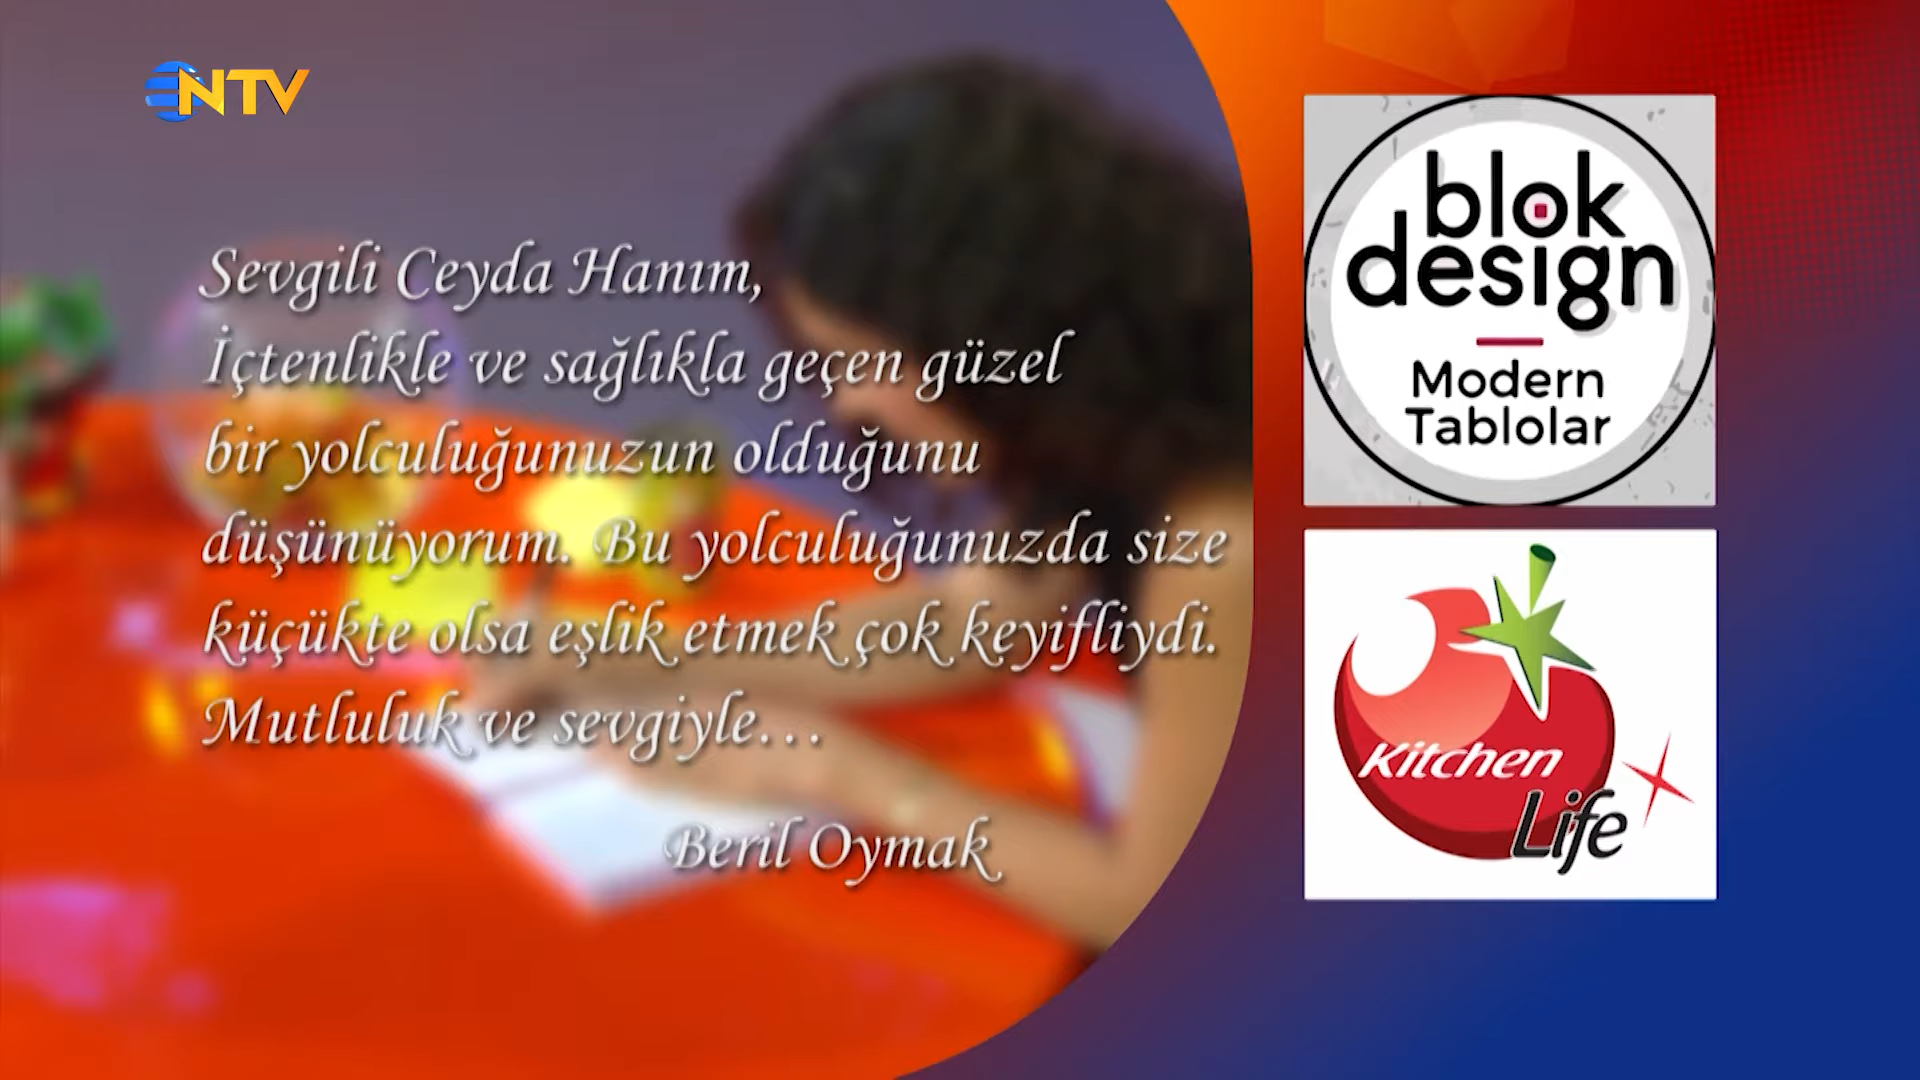 NTV
Sevgili Ceyda Hanım,
İçtenlikle ve sağlıkla geçen güzel
bir yolculuğunuzun olduğunu
düşünüyorum. Bu yolculuğunuzda size
küçükte olsa eşlik etmek çok keyifliydi.
Mutluluk ve sevgiyle…
Beril Oymak
blok
design
Modern
Tablolar
Kitchen
Life